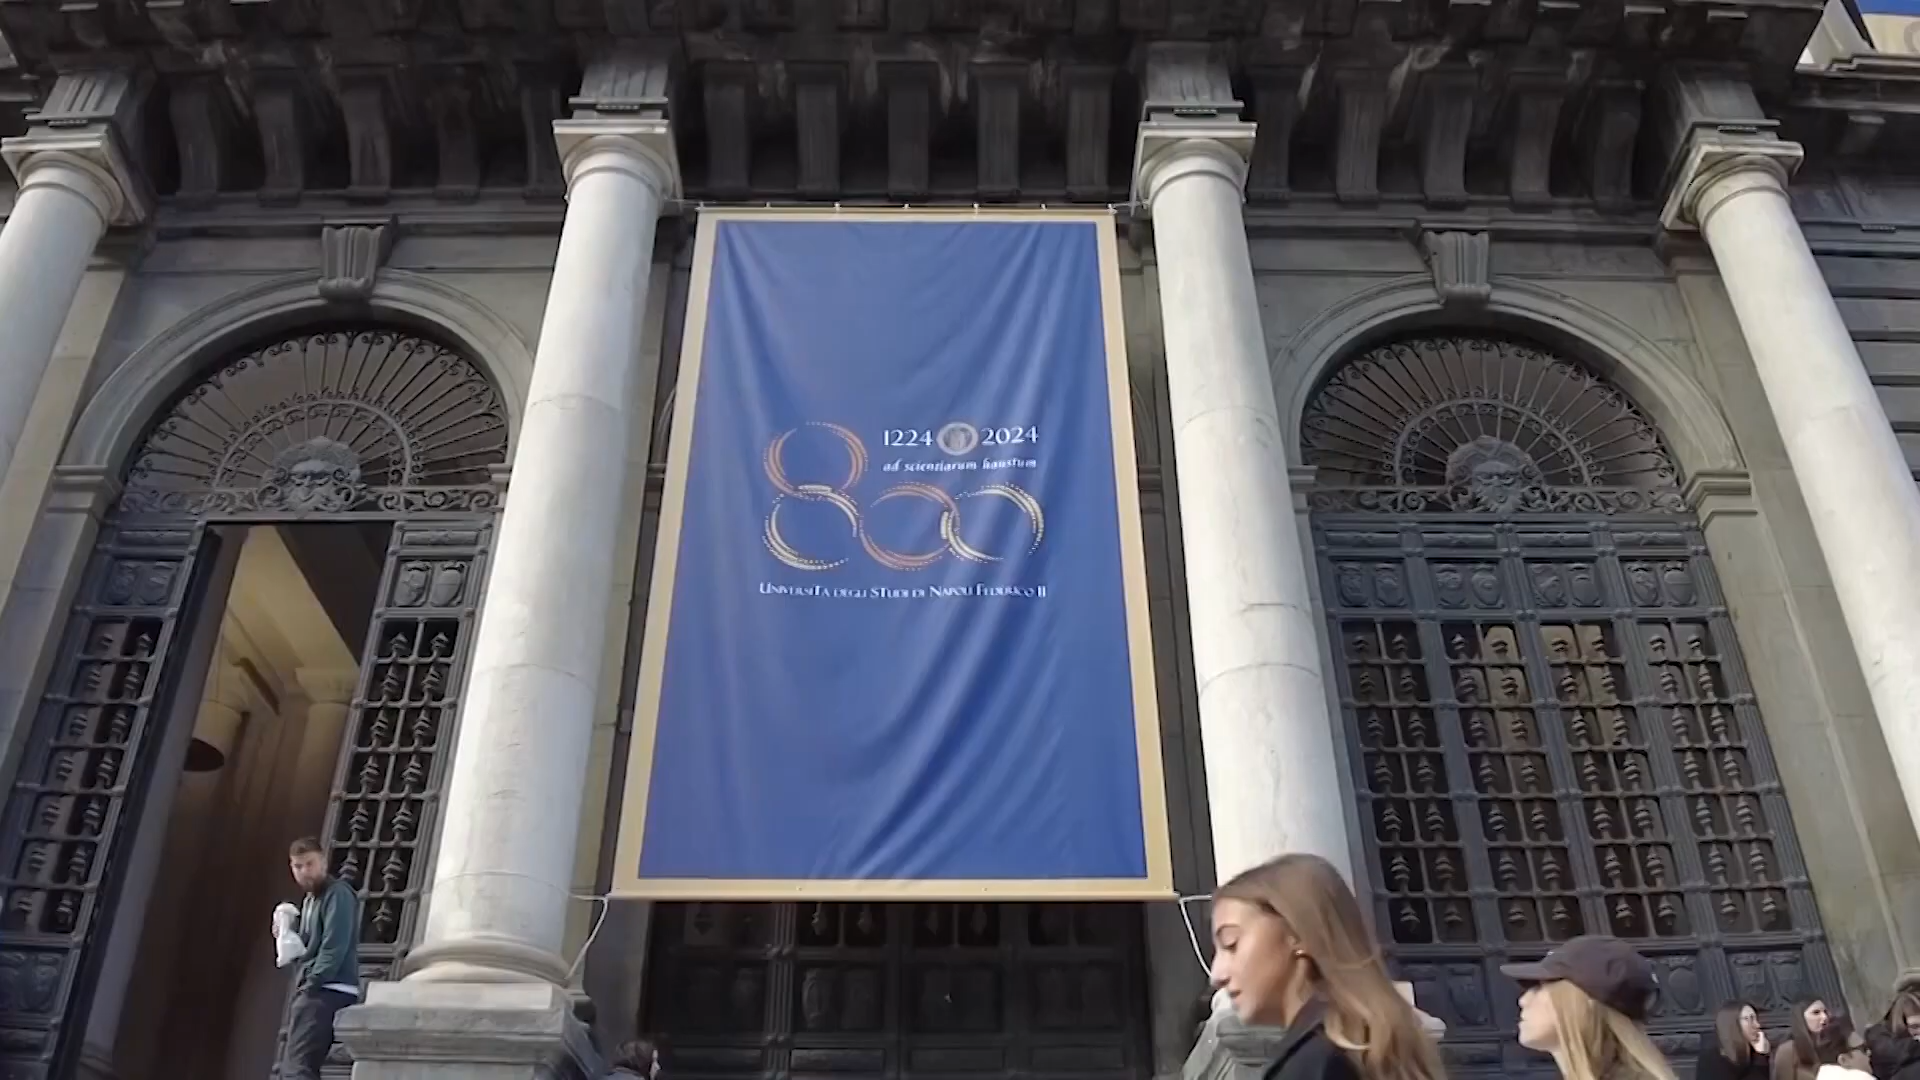 1224 2024
ad scientiarum haustum
800
UNIVERSITÀ DEGLI STUDI DI NAPOLI FEDERICO II